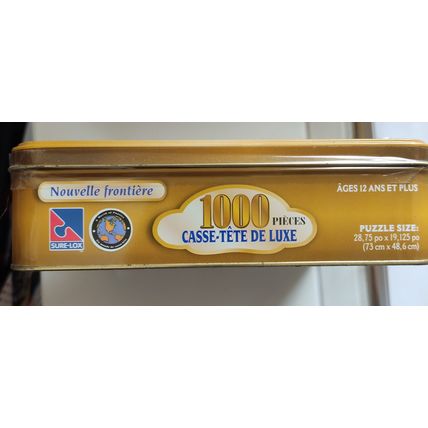 Nouvelle frontière
SURE-LOX
1000 PIÈCES
CASSE-TÊTE DE LUXE
ÂGES 12 ANS ET PLUS
PUZZLE SIZE:
28,75 po x 19,125 po
(73 cm x 48,6 cm)